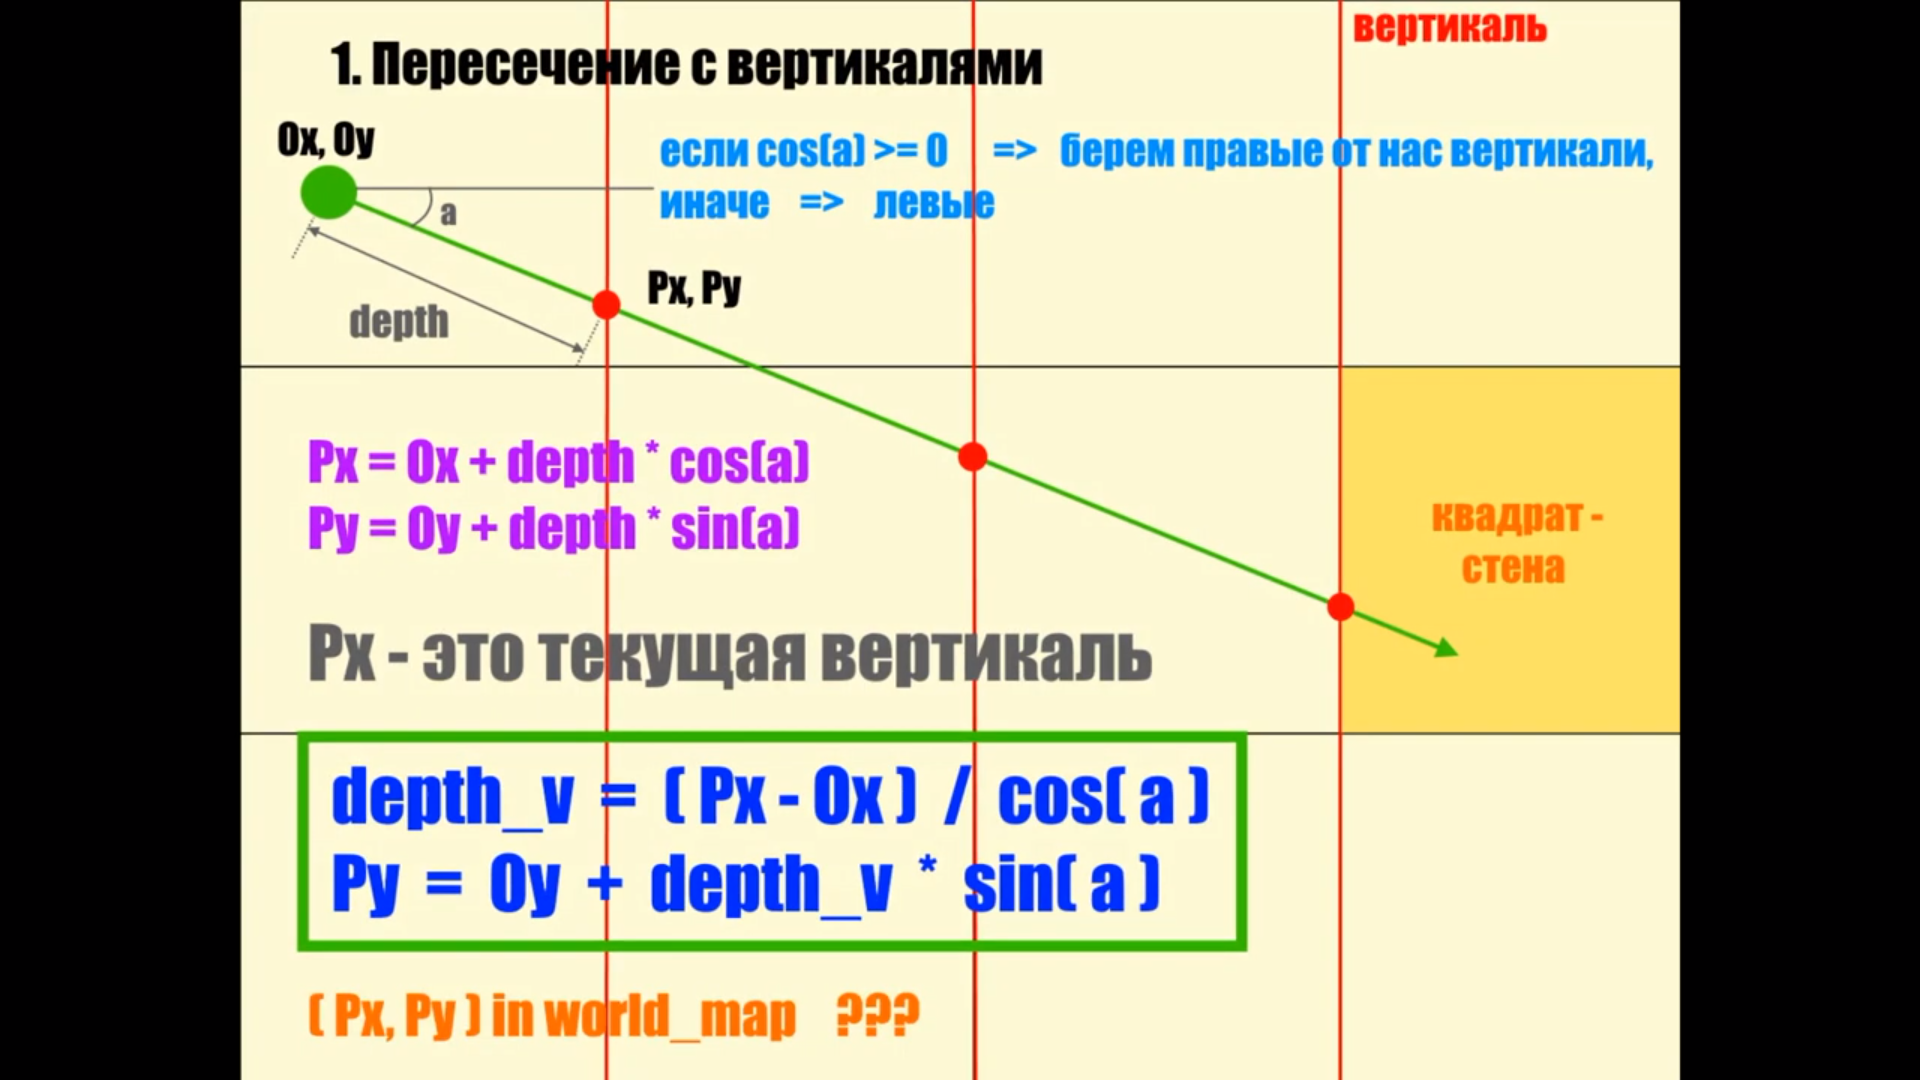 вертикаль
1. Пересечение с вертикалями
Ox, Oy
если cos(a) >= 0 => берем правые от нас вертикали,
иначе => левые
a
Px, Py
depth
Px = Ox + depth * cos(a)
Py = Oy + depth * sin(a)
квадрат -
стена
Px - это текущая вертикаль
depth_v = ( Px - Ox ) / cos( a )
Py = Oy + depth_v * sin( a )
( Px, Py ) in world_map ???